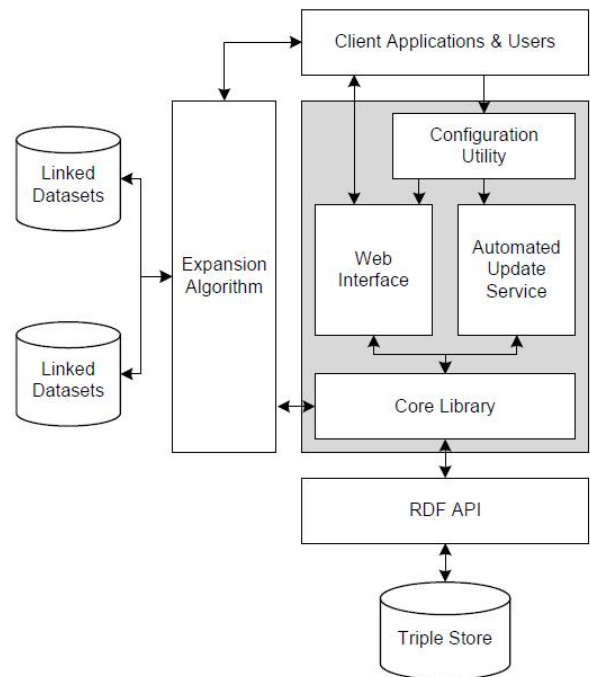 Client Applications & Users
Configuration
Utility
Linked
Datasets
Expansion
Algorithm
Web
Interface
Automated
Update
Service
Linked
Datasets
Core Library
RDF API
Triple Store